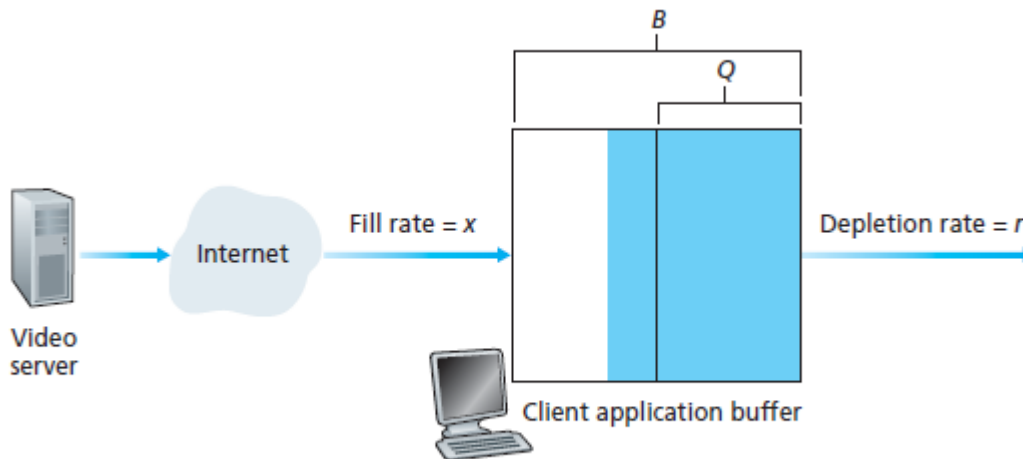 B
Q
Fill rate = x
Depletion rate = r
Internet
Video
server
Client application buffer